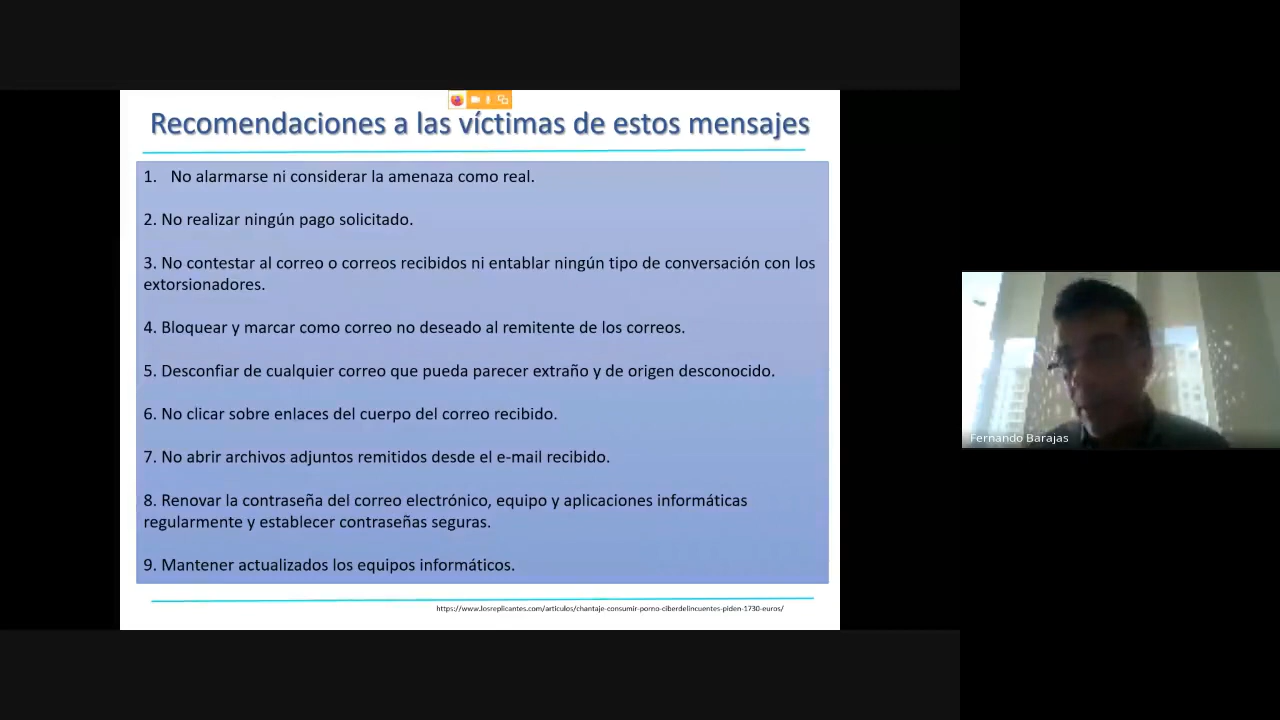 Recomendaciones a las víctimas de estos mensajes
1. No alarmarse ni considerar la amenaza como real.
2. No realizar ningún pago solicitado.
3. No contestar al correo o correos recibidos ni entablar ningún tipo de conversación con los
extorsionadores.
4. Bloquear y marcar como correo no deseado al remitente de los correos.
5. Desconfiar de cualquier correo que pueda parecer extraño y de origen desconocido.
6. No clicar sobre enlaces del cuerpo del correo recibido.
7. No abrir archivos adjuntos remitidos desde el e-mail recibido.
8. Renovar la contraseña del correo electrónico, equipo y aplicaciones informáticas
regularmente y establecer contraseñas seguras.
9. Mantener actualizados los equipos informáticos.
https://www.losreplicantes.com/articulos/chantaje-consumir-porno-ciberdelincuentes-piden-1730-euros/
Fernando Barajas